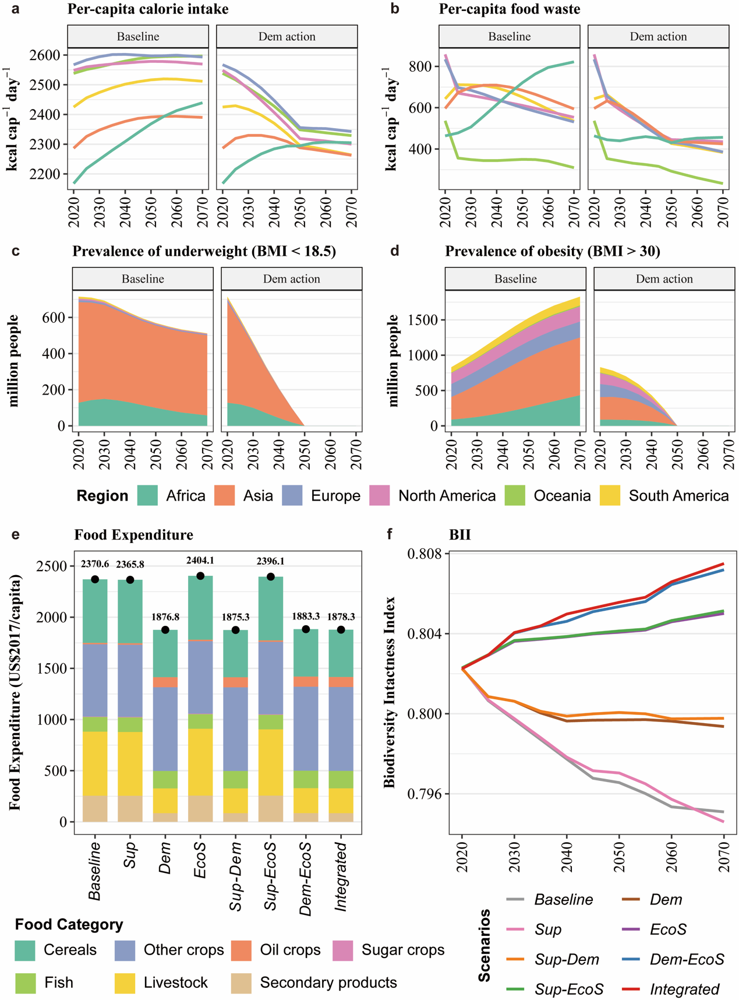 a Per-capita calorie intake
Baseline
Dem action
kcal cap⁻¹ day⁻¹
2600
2500
2400
2300
2200
2020 2030 2040 2050 2060 2070
2020 2030 2040 2050 2060 2070
b Per-capita food waste
Baseline
Dem action
kcal cap⁻¹ day⁻¹
800
600
400
2020 2030 2040 2050 2060 2070
2020 2030 2040 2050 2060 2070
c Prevalence of underweight (BMI < 18.5)
Baseline
Dem action
million people
600
400
200
0
2020 2030 2040 2050 2060 2070
2020 2030 2040 2050 2060 2070
d Prevalence of obesity (BMI > 30)
Baseline
Dem action
million people
1500
1000
500
0
2020 2030 2040 2050 2060 2070
2020 2030 2040 2050 2060 2070
Region Africa Asia Europe North America Oceania South America
e Food Expenditure
Food Expenditure (US$2017/capita)
2500
2000
1500
1000
500
0
2370.6 2365.8 1876.8 2404.1 1875.3 2396.1 1883.3 1878.3
Baseline Sup Dem EcoS Sup-Dem Sup-EcoS Dem-EcoS Integrated
Food Category
Cereals Other crops Oil crops Sugar crops
Fish Livestock Secondary products
f BII
Biodiversity Intactness Index
0.808
0.804
0.800
0.796
2020 2030 2040 2050 2060 2070
Scenarios
Baseline Dem
Sup EcoS
Sup-Dem Dem-EcoS
Sup-EcoS Integrated